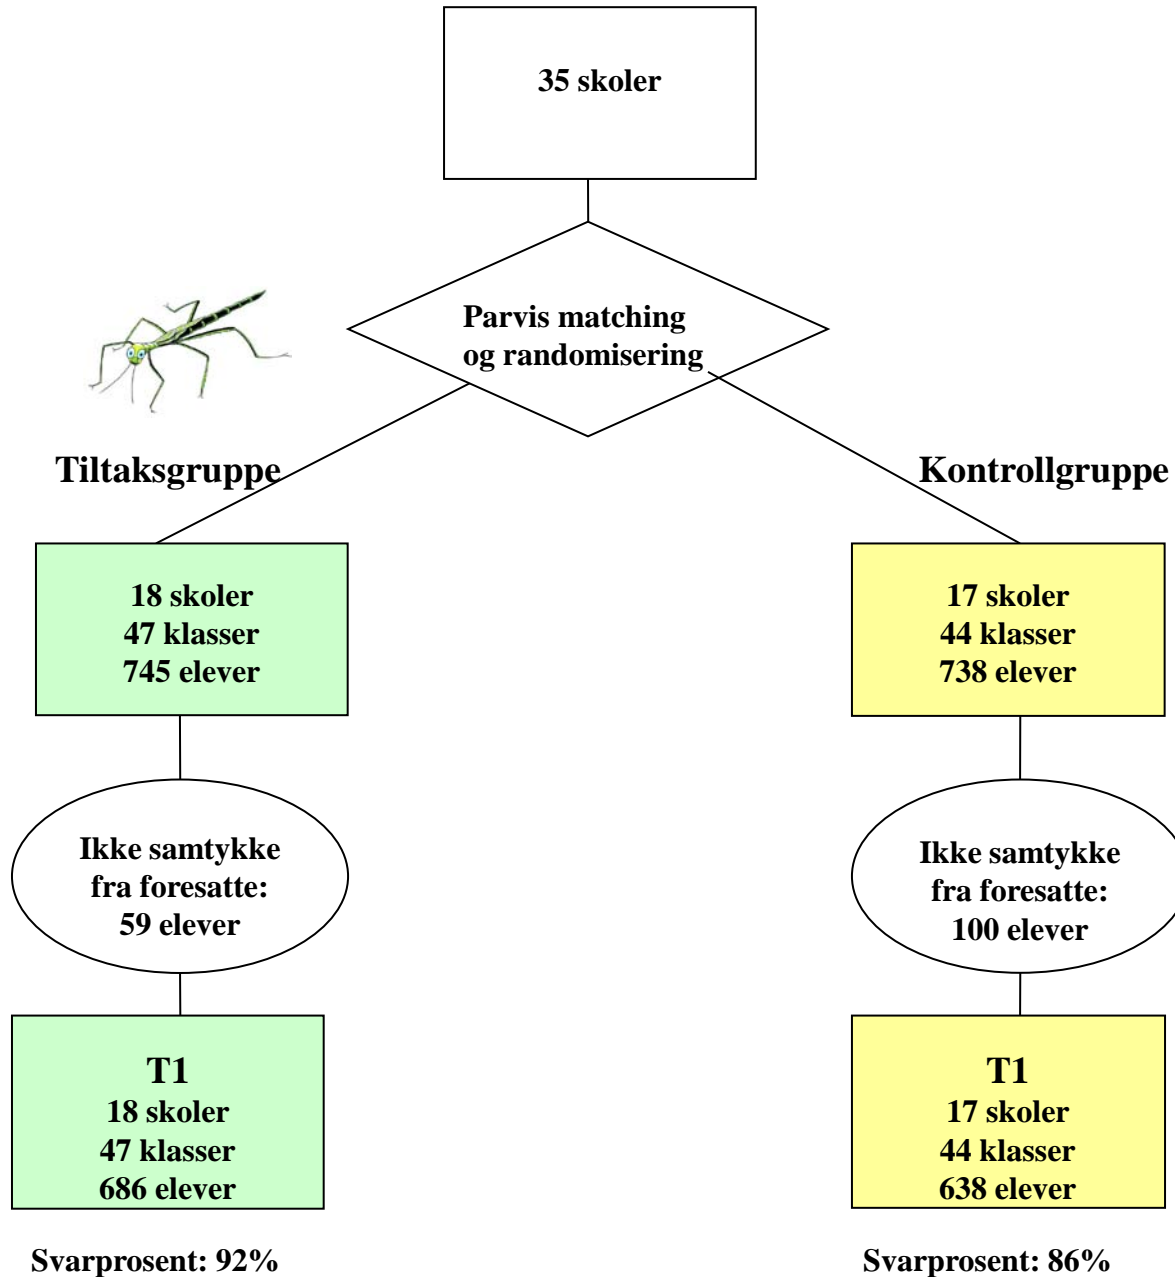 35 skoler
Parvis matching
og randomisering
Tiltaksgruppe
Kontrollgruppe
18 skoler
47 klasser
745 elever
17 skoler
44 klasser
738 elever
Ikke samtykke
fra foresatte:
59 elever
Ikke samtykke
fra foresatte:
100 elever
T1
18 skoler
47 klasser
686 elever
T1
17 skoler
44 klasser
638 elever
Svarprosent: 92%
Svarprosent: 86%